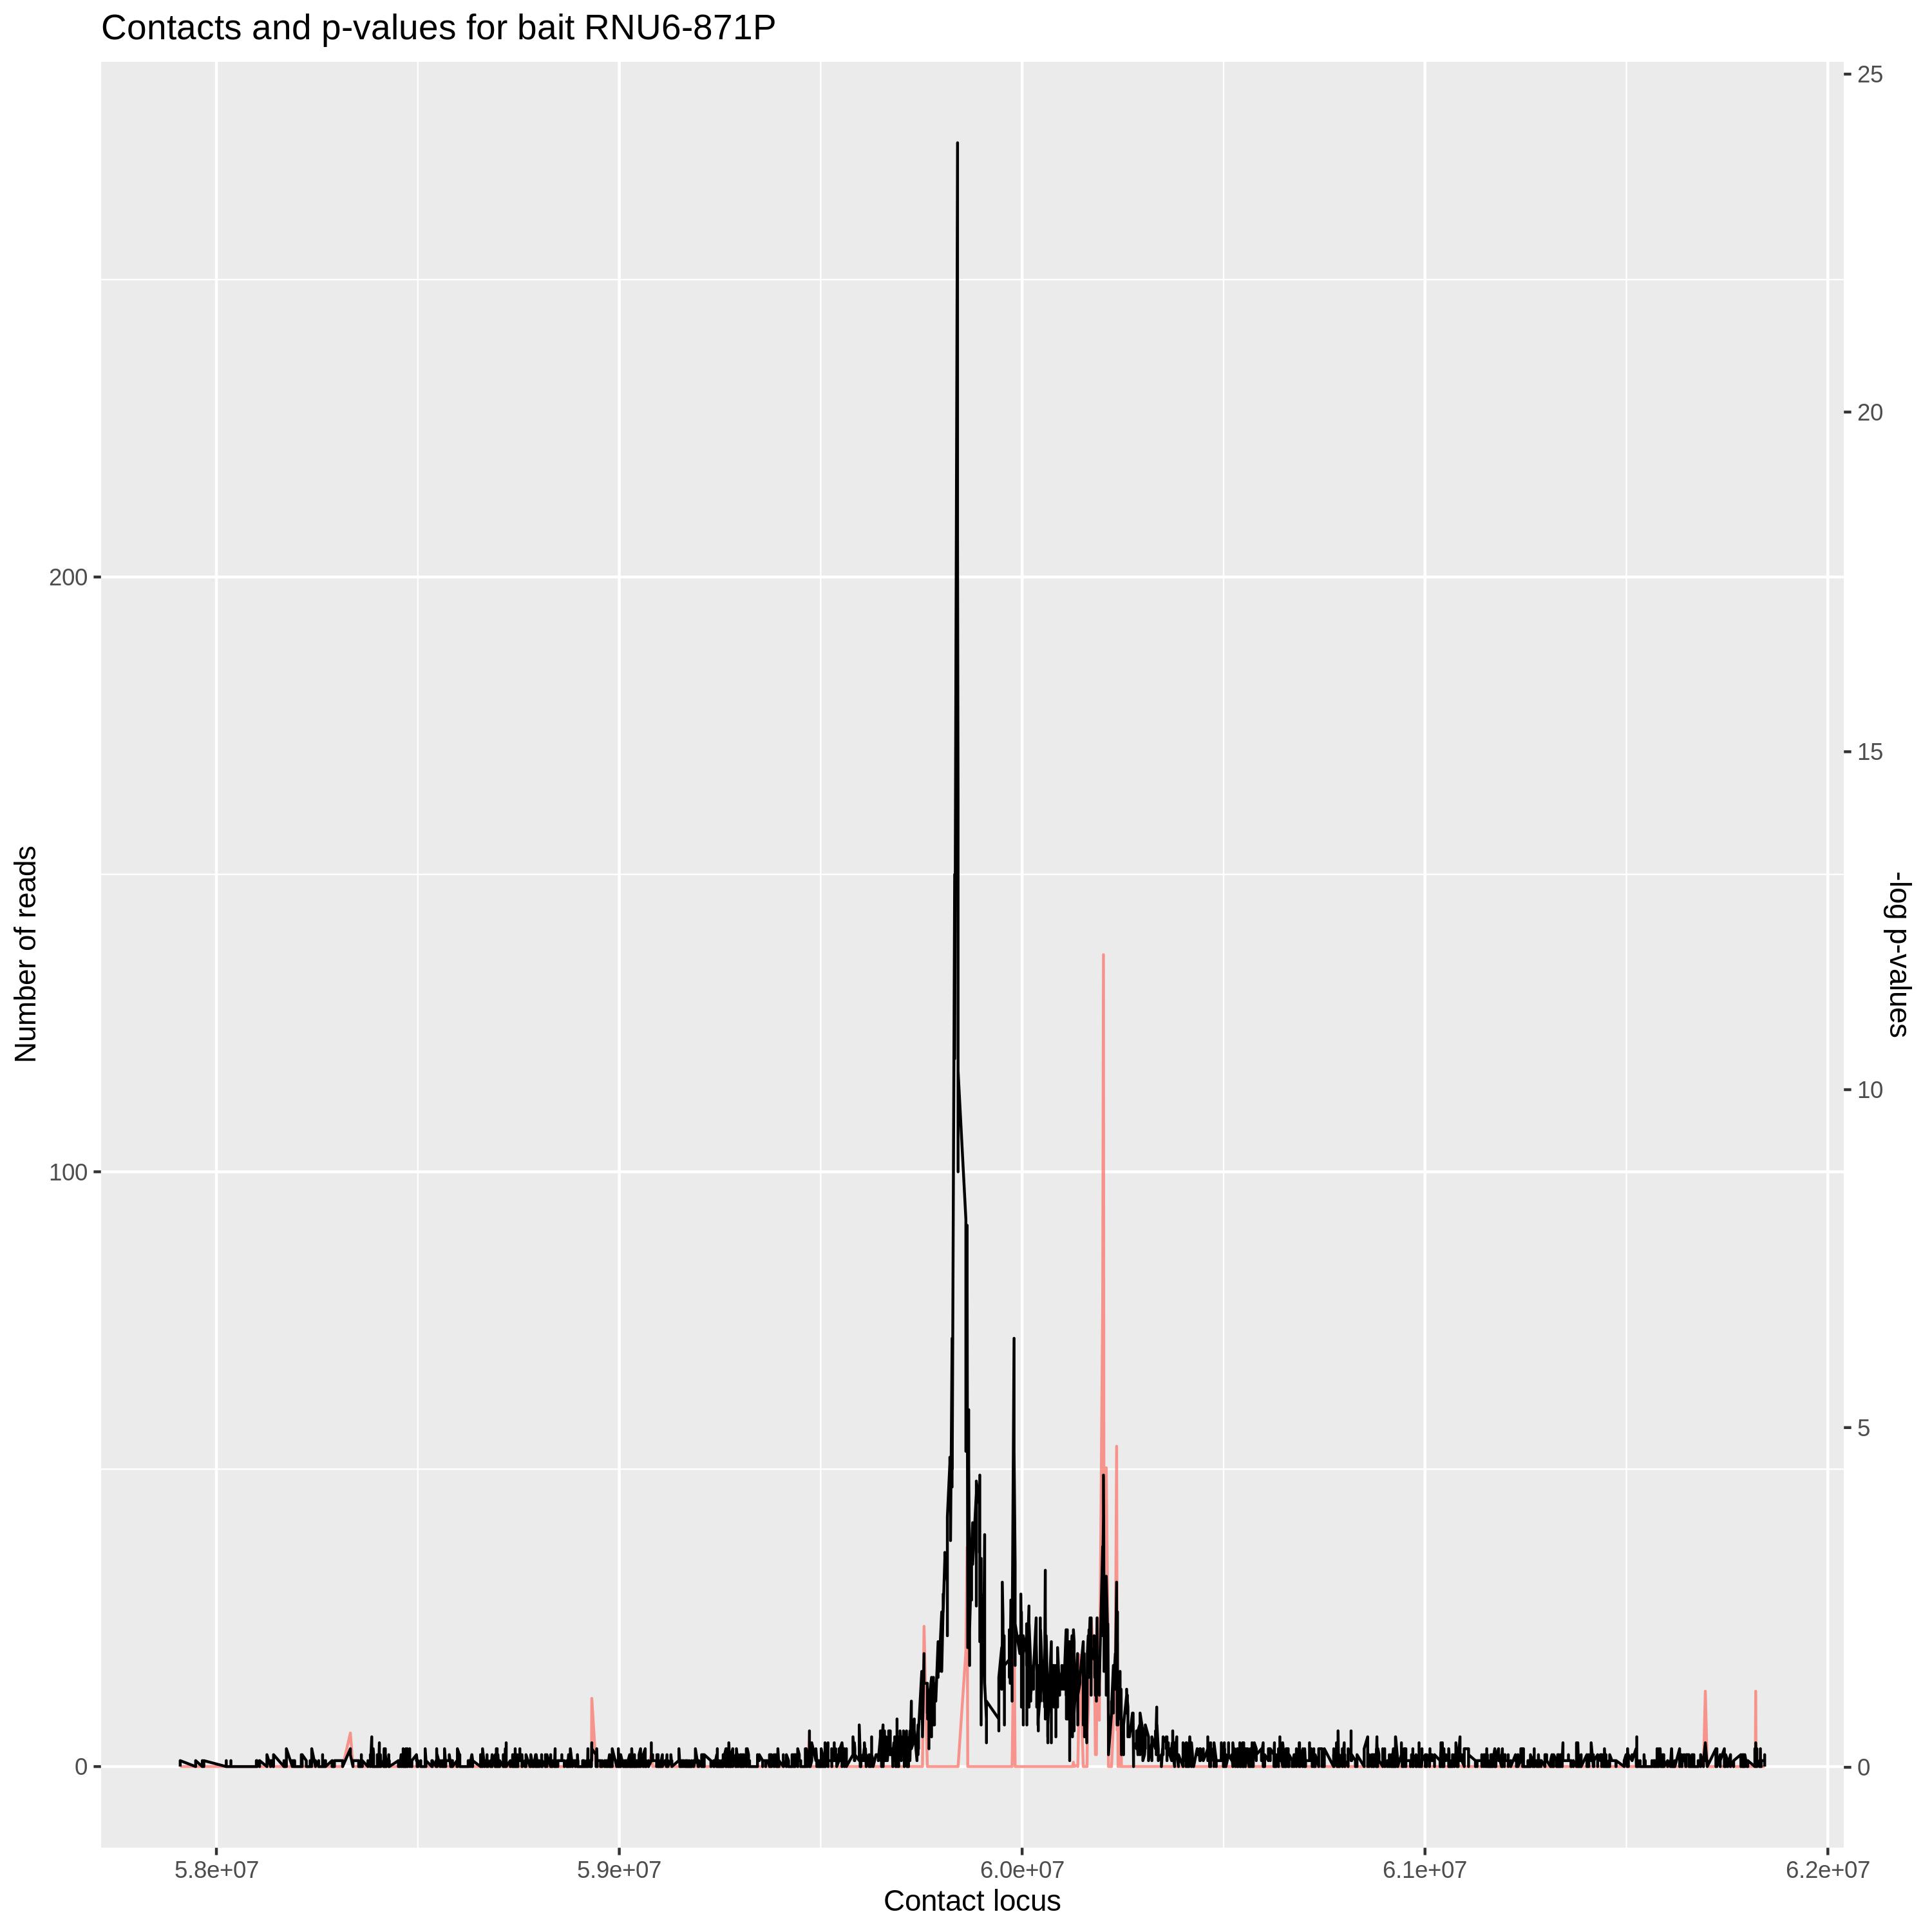 Contacts and p-values for bait RNU6-871P
25
20
15
10
5
0
-log p-values
200
100
0
Number of reads
5.8e+07 5.9e+07 6.0e+07 6.1e+07 6.2e+07
Contact locus